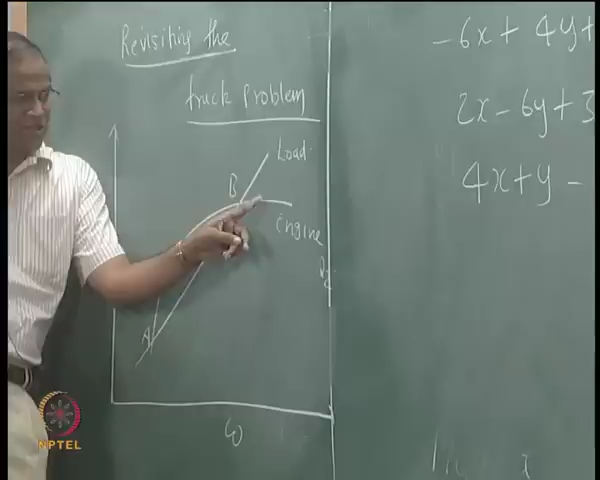 Revisiting the
truck Problem
Load
B
Engine
A
ω
-6x + 4y +
2x - 6y + 3
4x + y -
x
NPTEL